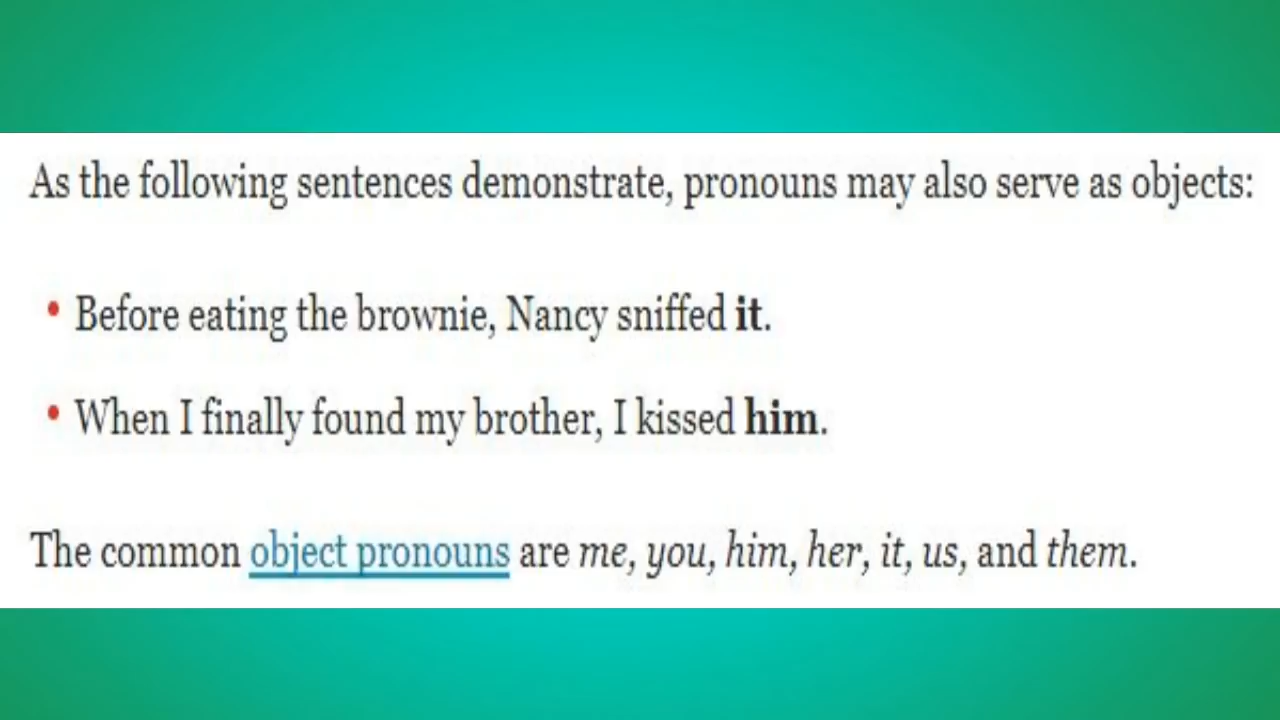 As the following sentences demonstrate, pronouns may also serve as objects:
• Before eating the brownie, Nancy sniffed it.
• When I finally found my brother, I kissed him.
The common object pronouns are me, you, him, her, it, us, and them.